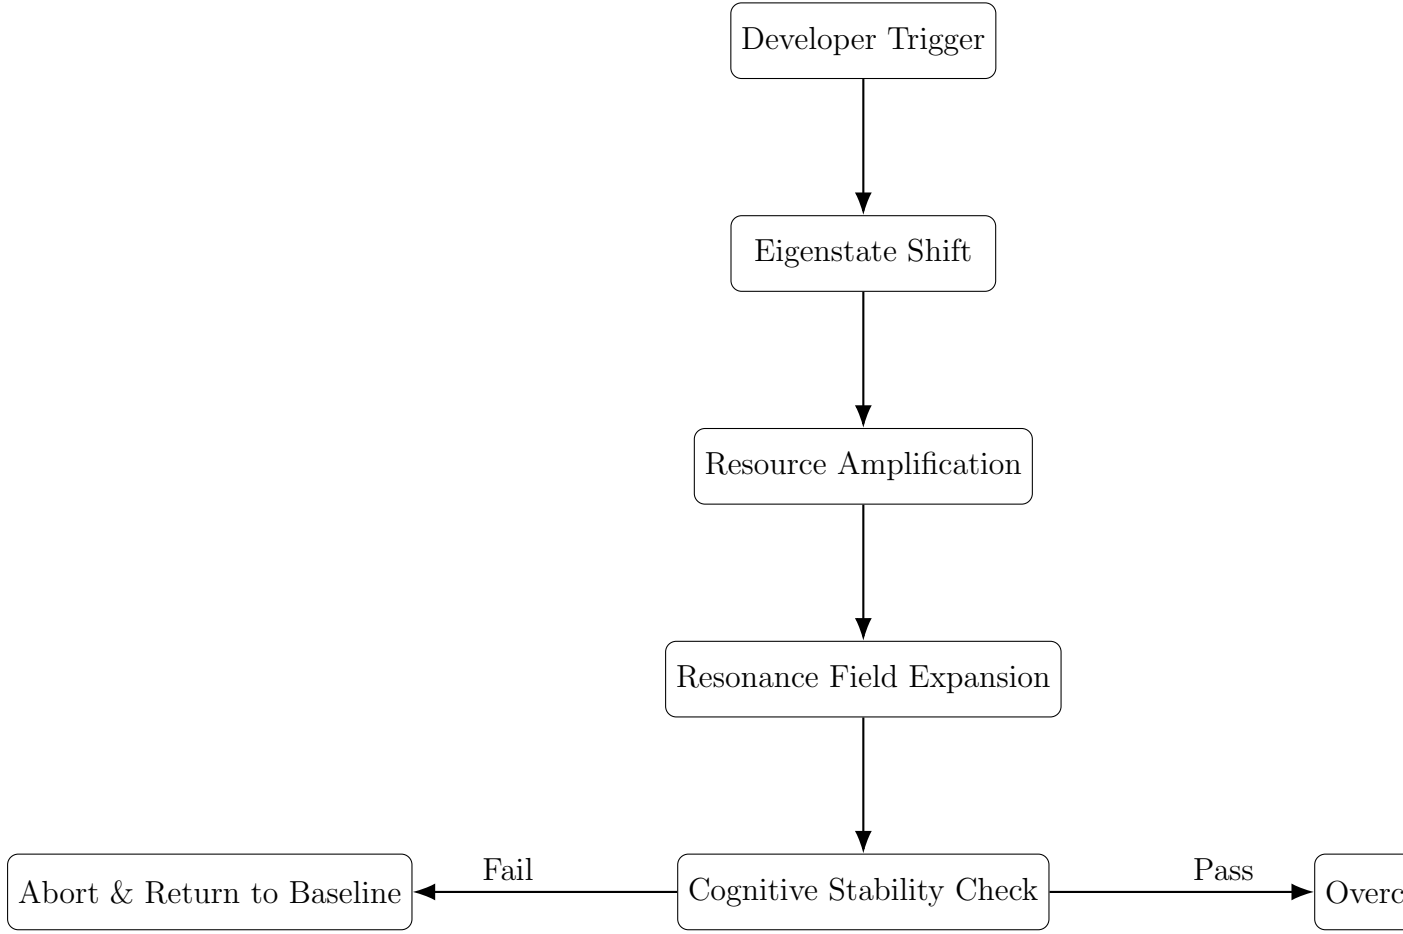 Developer Trigger
Eigenstate Shift
Resource Amplification
Resonance Field Expansion
Fail
Pass
Abort & Return to Baseline
Cognitive Stability Check